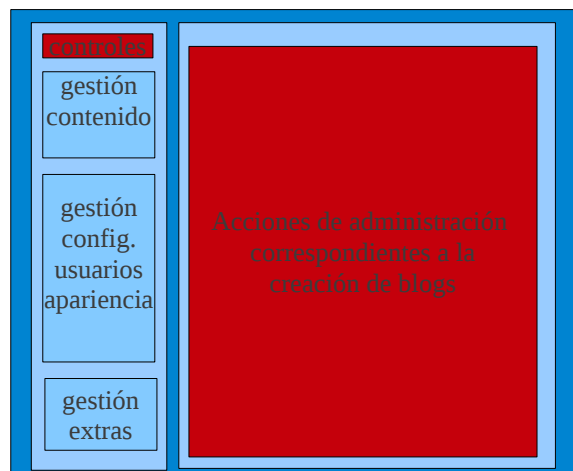 controles
gestión
contenido
gestión
config.
usuarios
apariencia
gestión
extras
Acciones de administración
correspondientes a la
creación de blogs